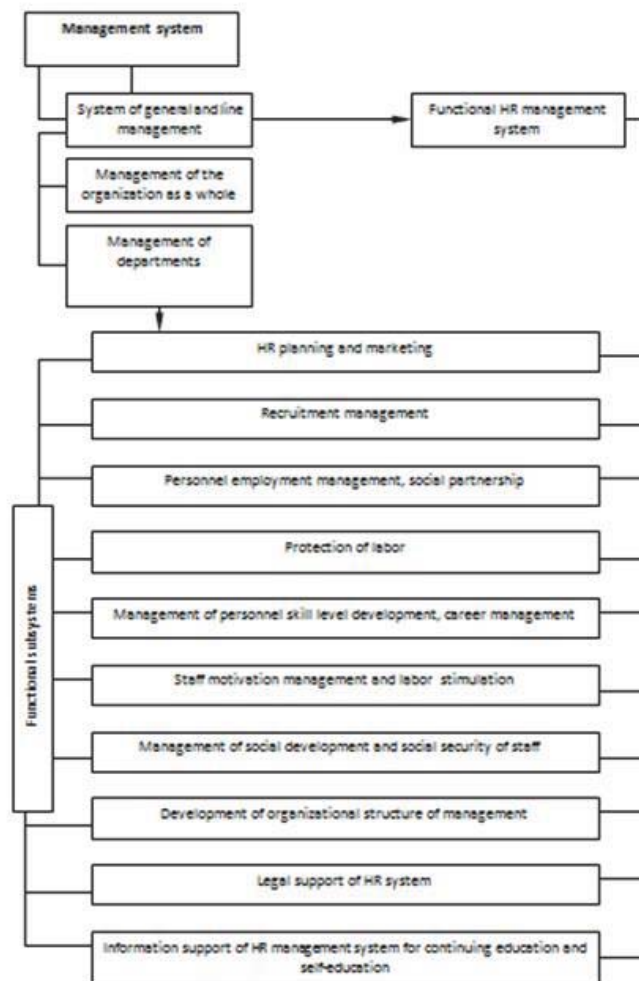 Management system
System of general and line
management
Functional HR management
system
Management of the
organization as a whole
Management of
departments
HR planning and marketing
Recruitment management
Personnel employment management, social partnership
Protection of labor
Management of personnel skill level development, career management
Staff motivation management and labor stimulation
Management of social development and social security of staff
Development of organizational structure of management
Legal support of HR system
Information support of HR management system for continuing education and
self-education
Functional subsystems